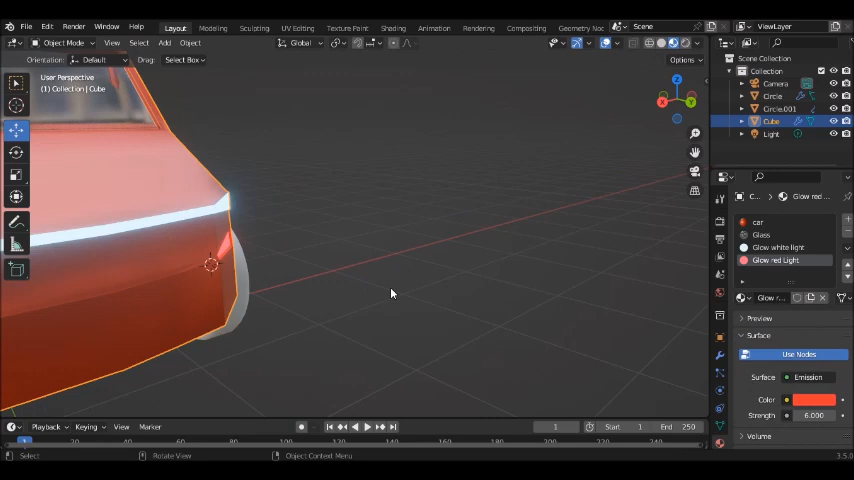 File Edit Render Window Help Layout Modeling Sculpting UV Editing Texture Paint Shading Animation Rendering Compositing Geometry Noc Scene ViewLayer
Object Mode View Select Add Object Global Options
Orientation: Default Drag: Select Box
User Perspective
(1) Collection | Cube
Z
Y
X
Scene Collection
Collection
Camera
Circle
Circle.001
Cube
Light
C... Glow red ...
car
Glass
Glow white light
Glow red Light
Glow r...
Preview
Surface
Use Nodes
Surface Emission
Color
Strength 6.000
Volume
Playback Keying View Marker 1 Start 1 End 250
1 20 40 60 80 100 120 140 160 180 200 220 240
Select Rotate View Object Context Menu 3.5.0